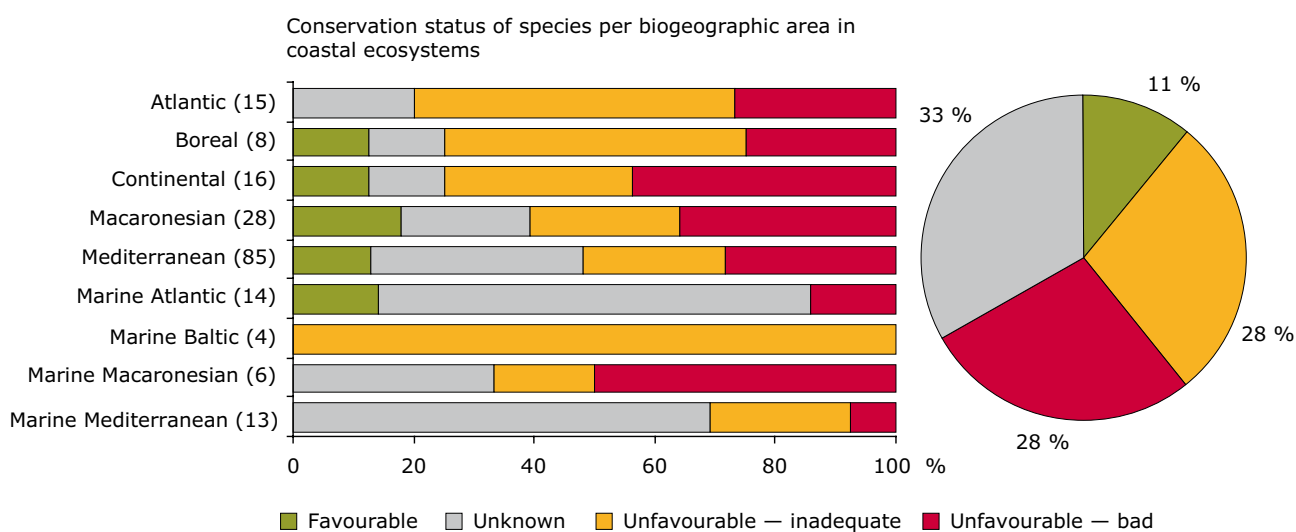 Conservation status of species per biogeographic area in
coastal ecosystems
Atlantic (15)
Boreal (8)
Continental (16)
Macaronesian (28)
Mediterranean (85)
Marine Atlantic (14)
Marine Baltic (4)
Marine Macaronesian (6)
Marine Mediterranean (13)
0 20 40 60 80 100 %
11 %
33 %
28 %
28 %
Favourable Unknown Unfavourable — inadequate Unfavourable — bad